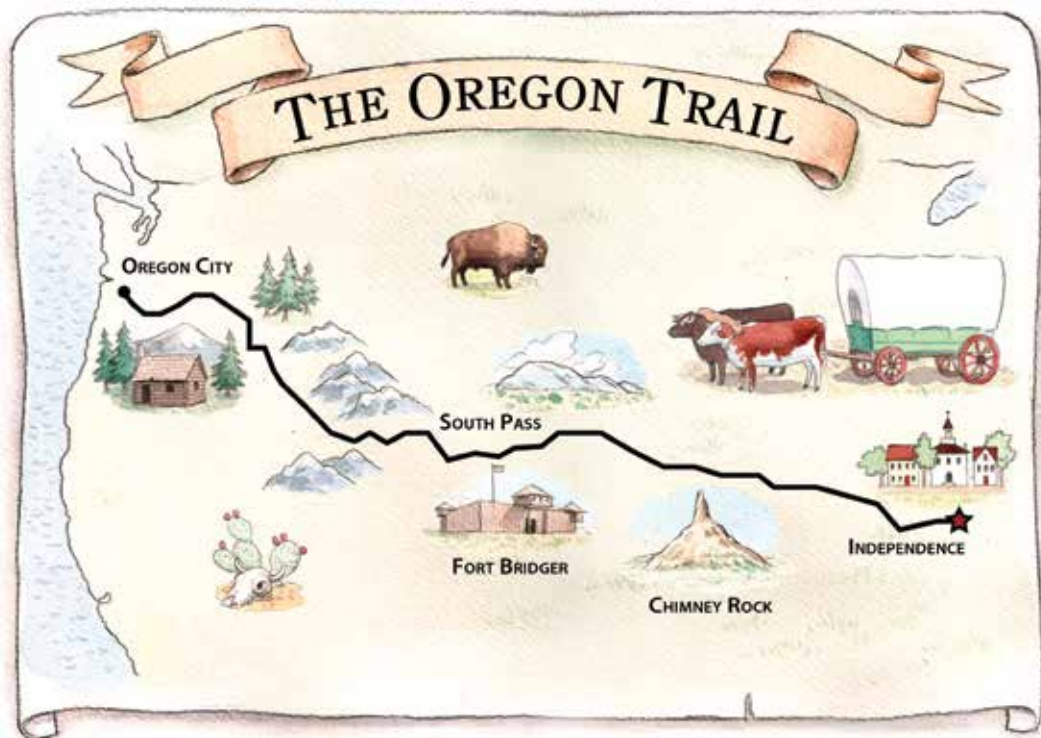 THE OREGON TRAIL
OREGON CITY
SOUTH PASS
FORT BRIDGER
INDEPENDENCE
CHIMNEY ROCK